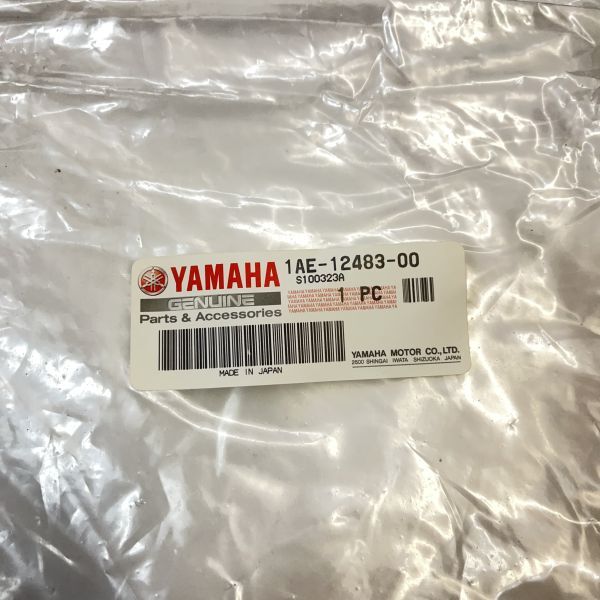 YAMAHA
1AE-12483-00
S100323A
GENUINE
1 PC
Parts & Accessories
MADE IN JAPAN
YAMAHA MOTOR CO.,LTD.
2500 SHINGAI IWATA SHIZUOKA JAPAN